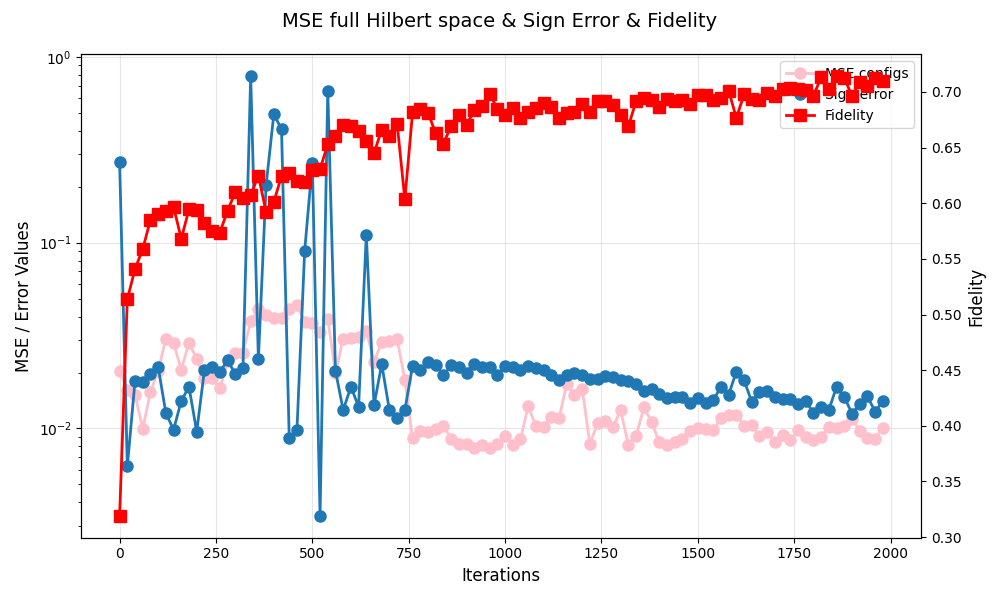 MSE full Hilbert space & Sign Error & Fidelity
10⁰
10⁻¹
10⁻²
MSE / Error Values
MSE configs
Sign error
Fidelity
0.70
0.65
0.60
0.55
0.50
0.45
0.40
0.35
0.30
Fidelity
0 250 500 750 1000 1250 1500 1750 2000
Iterations